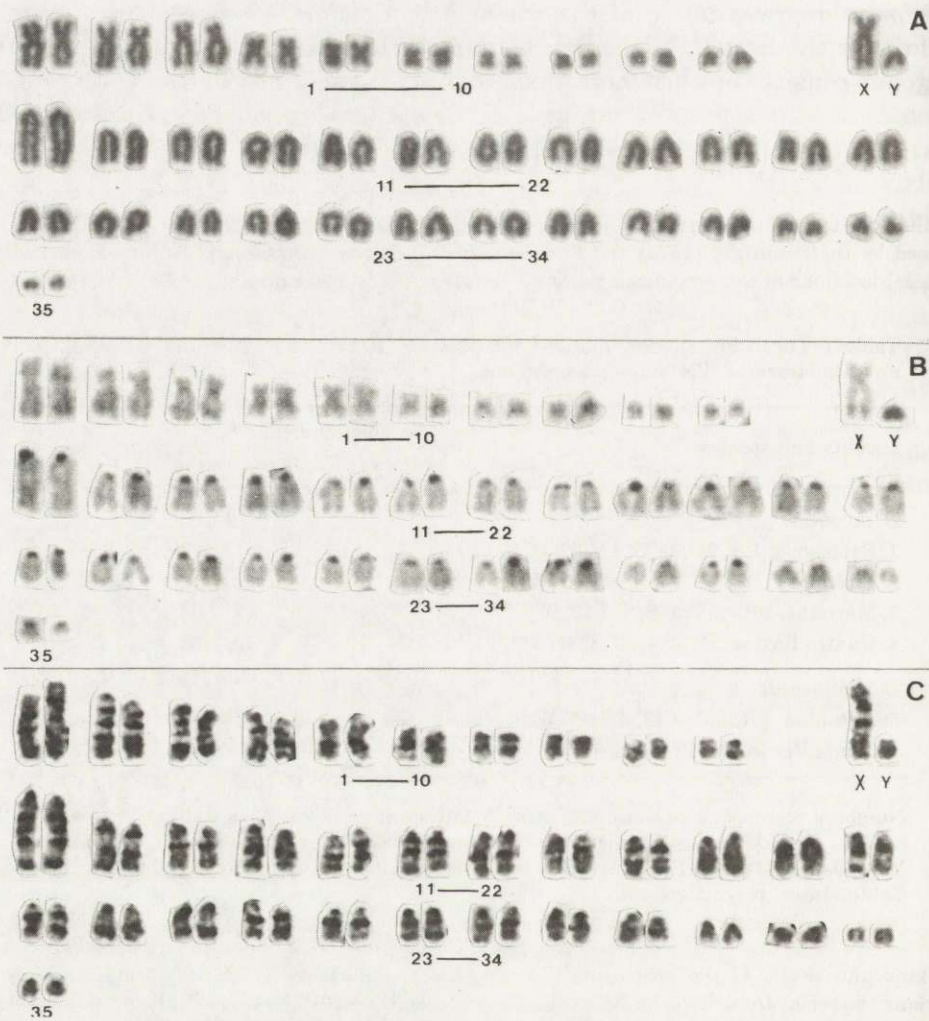 A
1 — 10
X Y
11 — 22
23 — 34
35
B
1 — 10
X Y
11 — 22
23 — 34
35
C
1 — 10
X Y
11 — 22
23 — 34
35